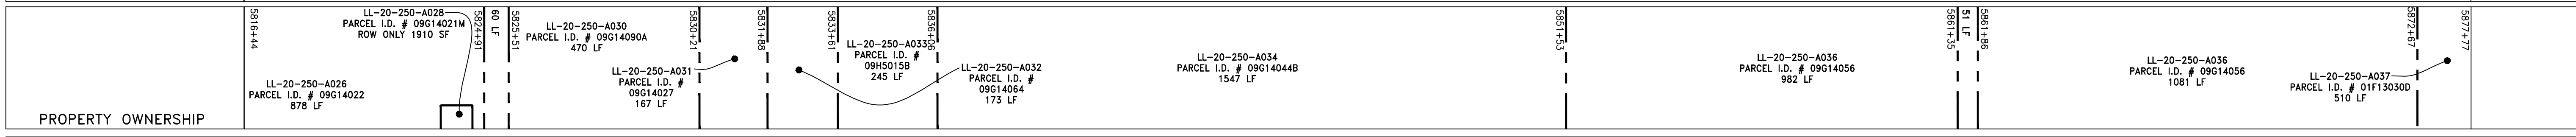 PROPERTY OWNERSHIP
5816+44
LL-20-250-A026
PARCEL I.D. # 09G14022
878 LF
LL-20-250-A028
PARCEL I.D. # 09G14021M
ROW ONLY 1910 SF
5824+91
60 LF
5825+51
LL-20-250-A030
PARCEL I.D. # 09G14090A
470 LF
5830+21
LL-20-250-A031
PARCEL I.D. #
09G14027
167 LF
5831+88
5833+61
LL-20-250-A033
PARCEL I.D. #
09H5015B
245 LF
5836+06
LL-20-250-A032
PARCEL I.D. #
09G14064
173 LF
LL-20-250-A034
PARCEL I.D. # 09G14044B
1547 LF
5851+53
LL-20-250-A036
PARCEL I.D. # 09G14056
982 LF
5861+35
51 LF
5861+86
LL-20-250-A036
PARCEL I.D. # 09G14056
1081 LF
LL-20-250-A037
PARCEL I.D. # 01F13030D
510 LF
5872+67
5877+77